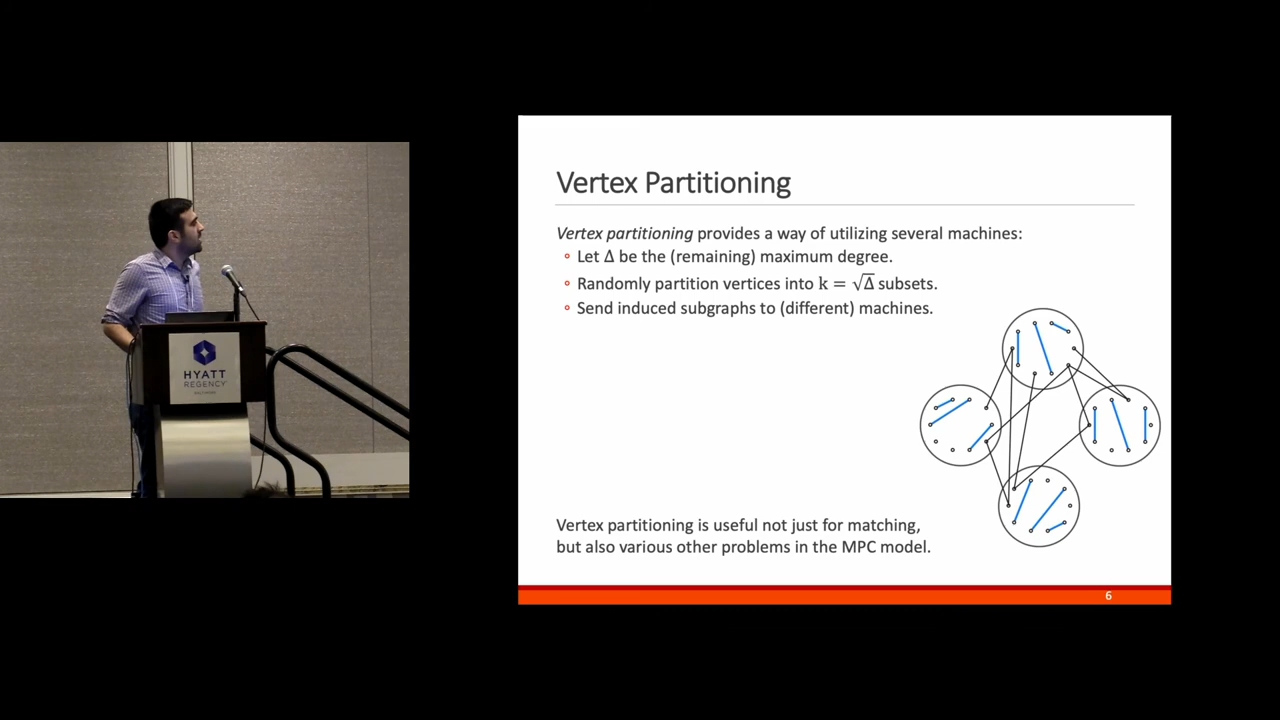 HYATT
REGENCY
Vertex Partitioning
Vertex partitioning provides a way of utilizing several machines:
Let Δ be the (remaining) maximum degree.
Randomly partition vertices into k = √Δ subsets.
Send induced subgraphs to (different) machines.
Vertex partitioning is useful not just for matching,
but also various other problems in the MPC model.
6